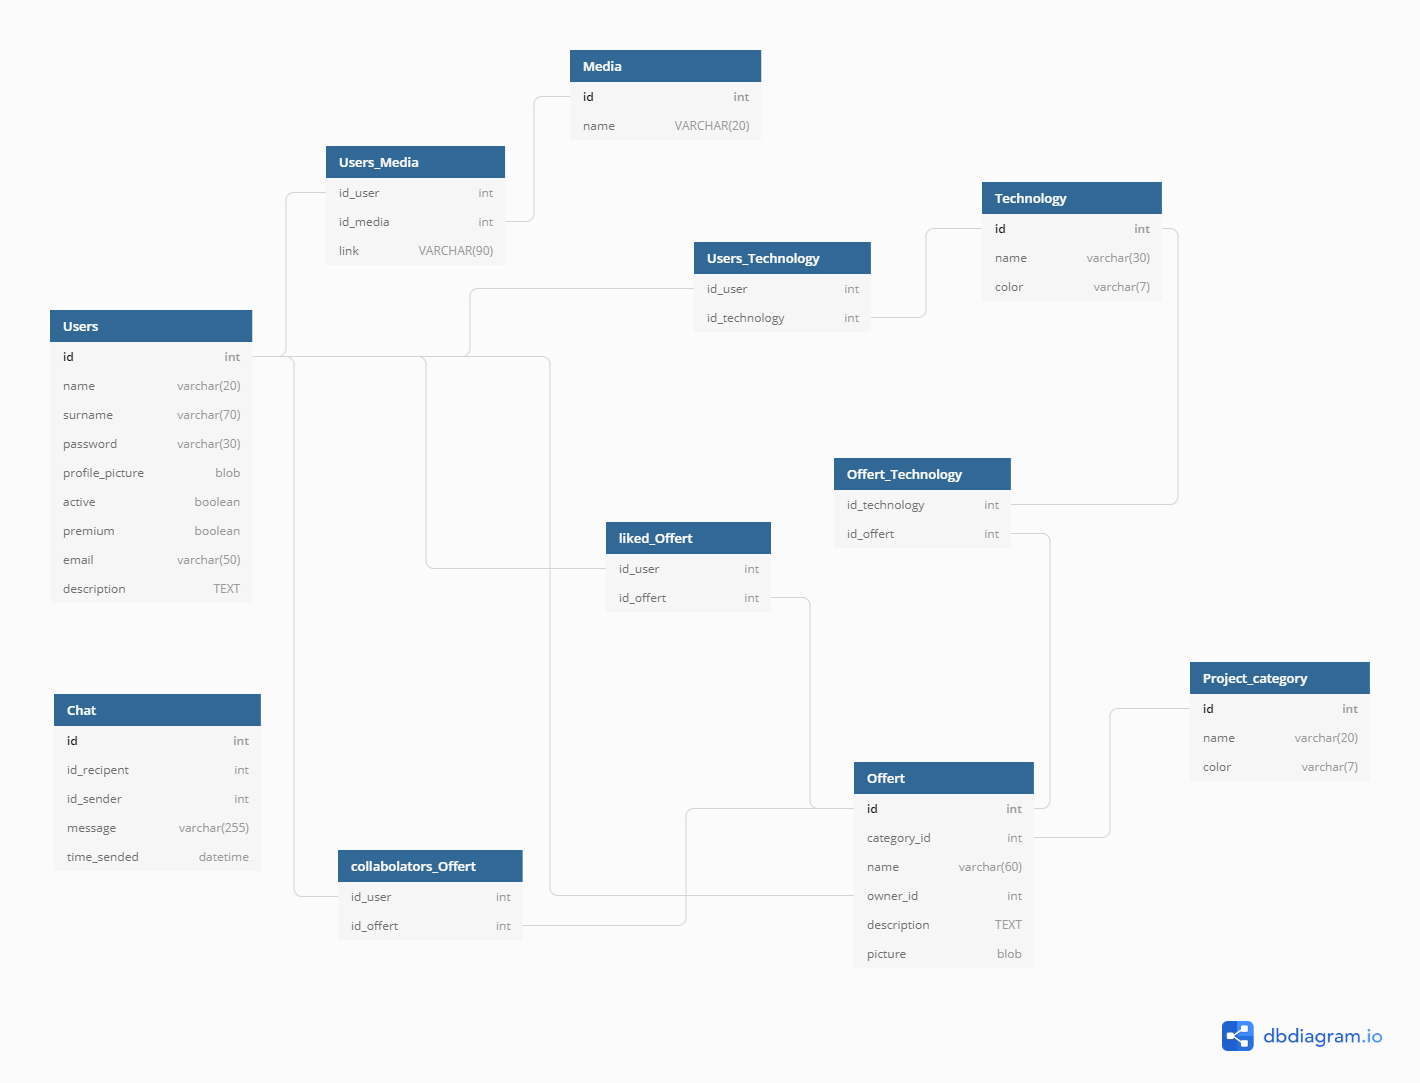 Media
id int
name VARCHAR(20)
Users_Media
id_user int
id_media int
link VARCHAR(90)
Technology
id int
name varchar(30)
color varchar(7)
Users_Technology
id_user int
id_technology int
Users
id int
name varchar(20)
surname varchar(70)
password varchar(30)
profile_picture blob
active boolean
premium boolean
email varchar(50)
description TEXT
Offert_Technology
id_technology int
id_offert int
liked_Offert
id_user int
id_offert int
Project_category
id int
name varchar(20)
color varchar(7)
Chat
id int
id_recipent int
id_sender int
message varchar(255)
time_sended datetime
Offert
id int
category_id int
name varchar(60)
owner_id int
description TEXT
picture blob
collabolators_Offert
id_user int
id_offert int
dbdiagram.io